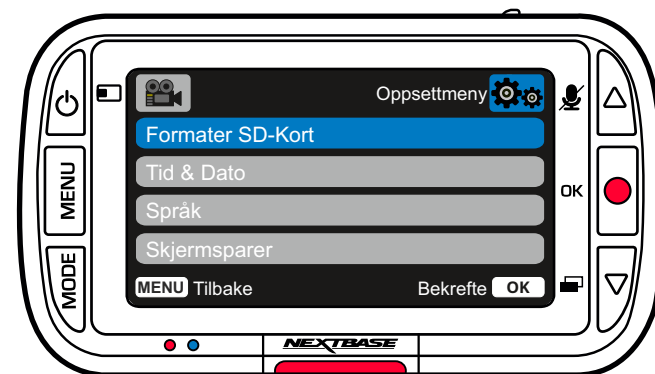 Oppsettmeny
Formater SD-Kort
Tid & Dato
Språk
Skjermsparer
MENU Tilbake Bekrefte OK
MENU
MODE
OK
NEXTBASE